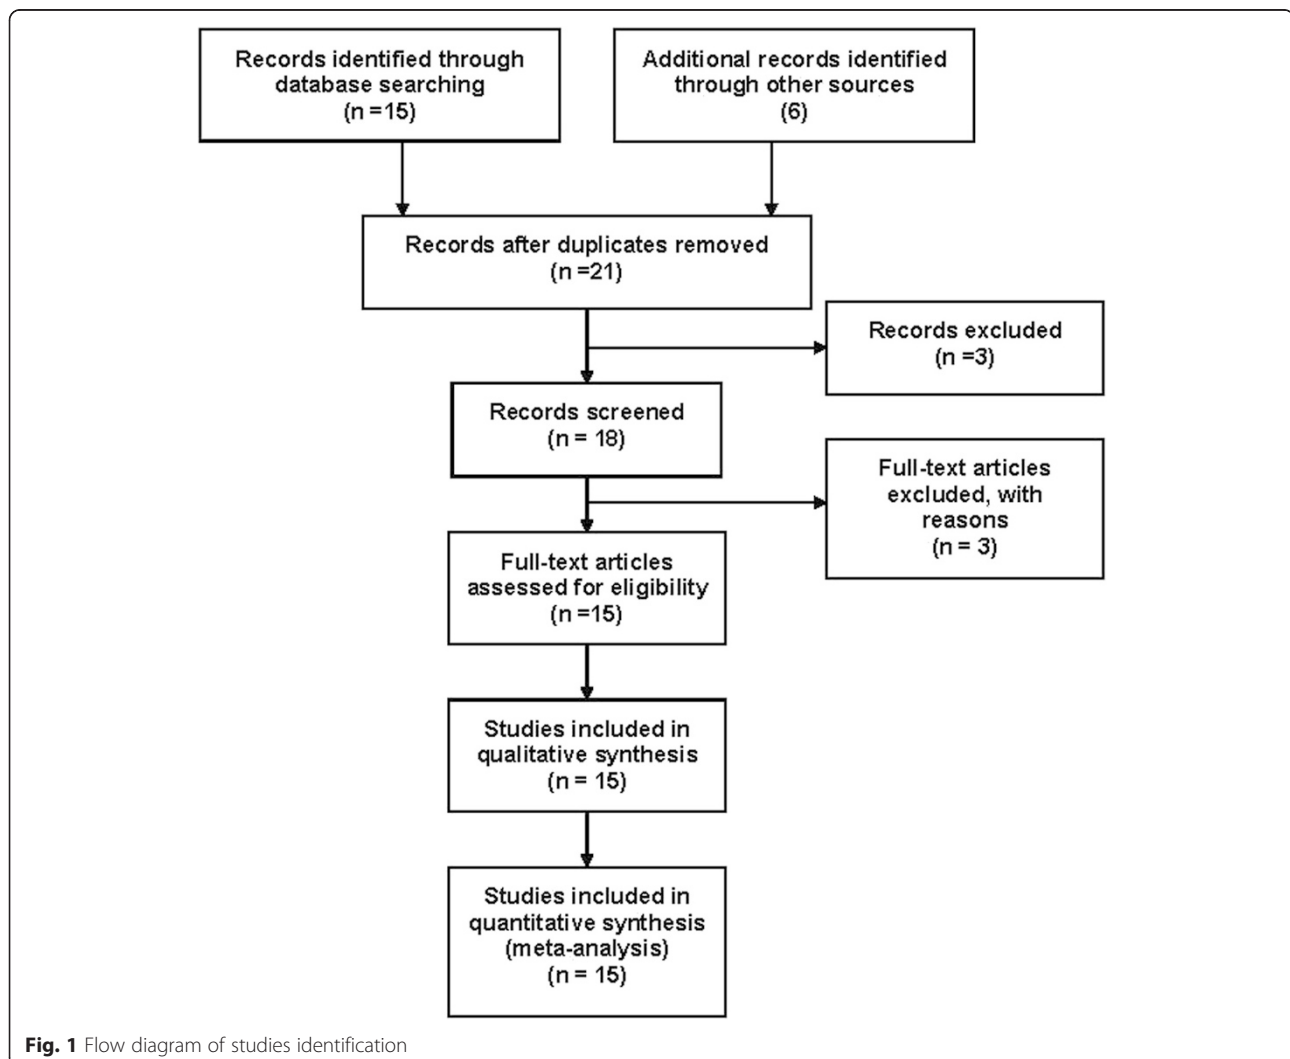 Records identified through
database searching
(n =15)
Additional records identified
through other sources
(6)
Records after duplicates removed
(n =21)
Records excluded
(n =3)
Records screened
(n = 18)
Full-text articles
excluded, with
reasons
(n = 3)
Full-text articles
assessed for eligibility
(n =15)
Studies included in
qualitative synthesis
(n = 15)
Studies included in
quantitative synthesis
(meta-analysis)
(n = 15)
Fig. 1 Flow diagram of studies identification